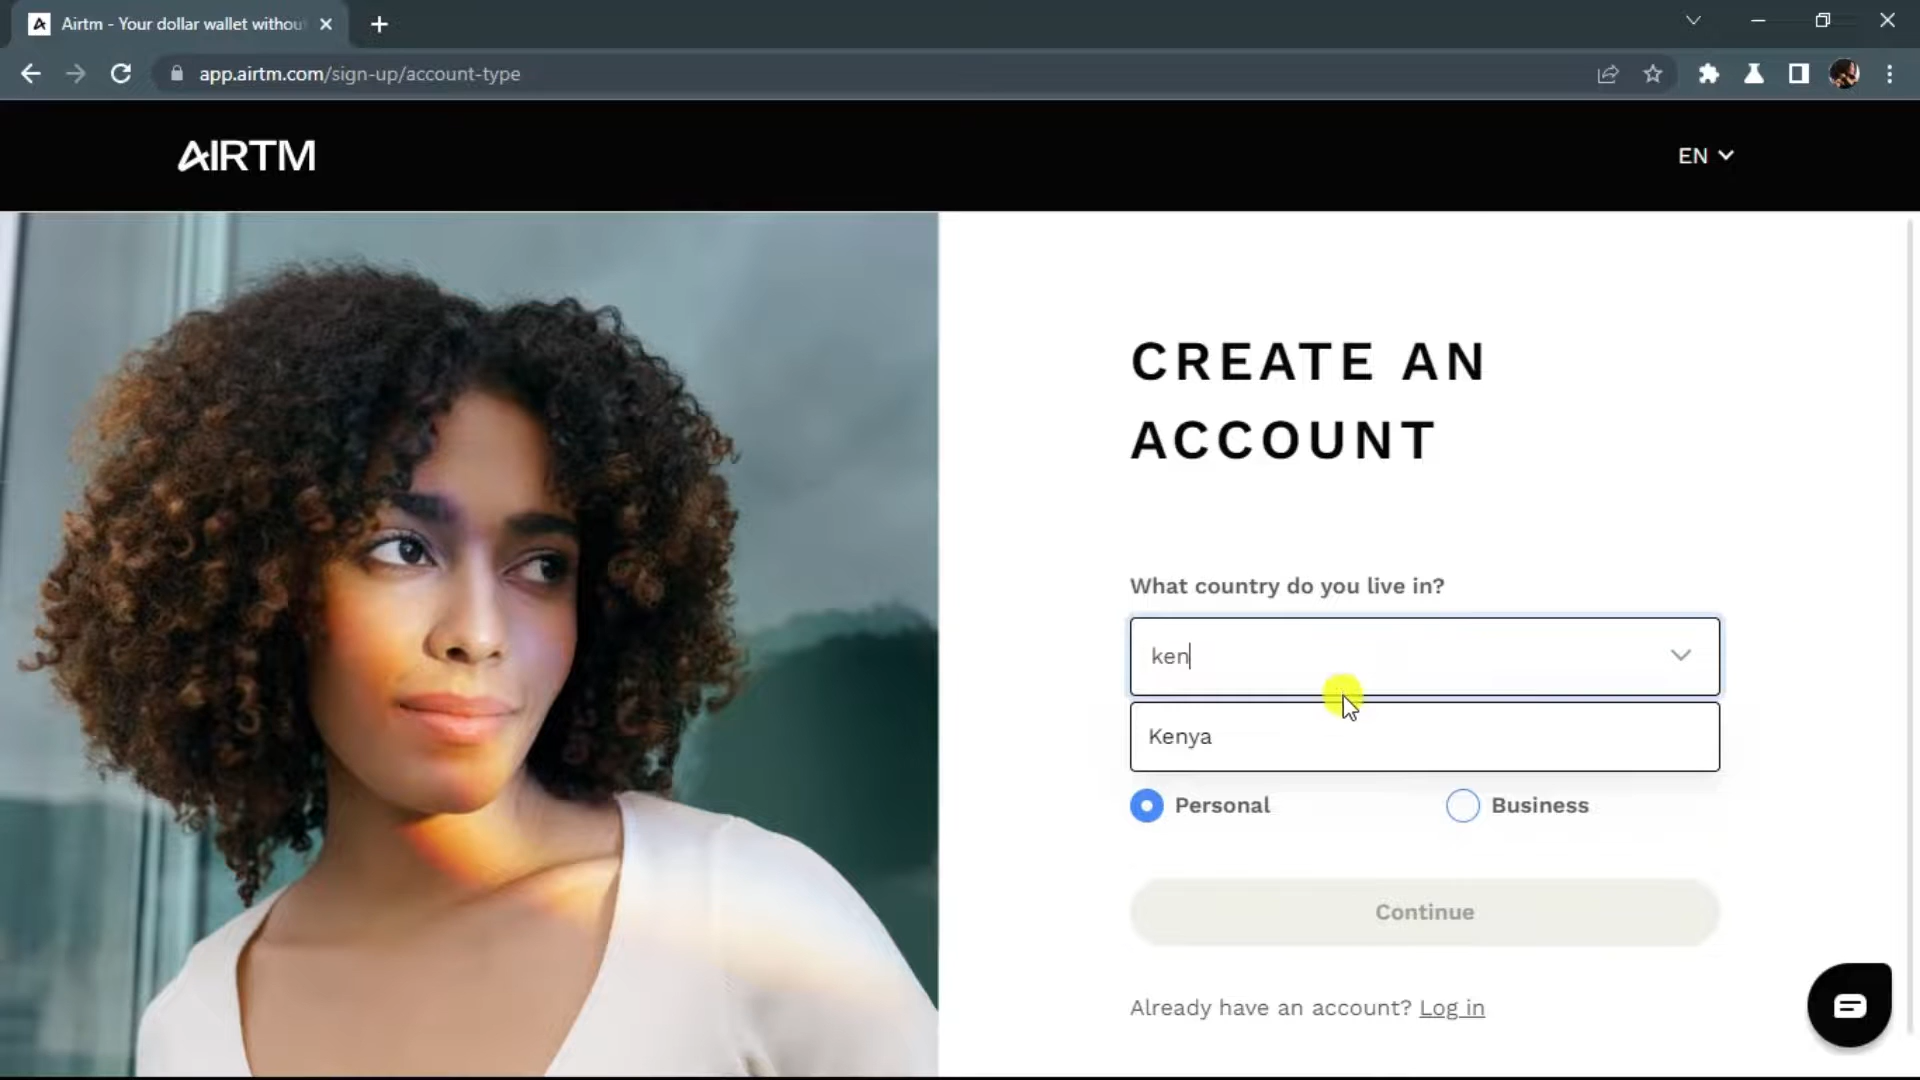 Airtm - Your dollar wallet withou
app.airtm.com/sign-up/account-type
AIRTM
EN
CREATE AN
ACCOUNT
What country do you live in?
ken
Kenya
Personal
Business
Continue
Already have an account? Log in